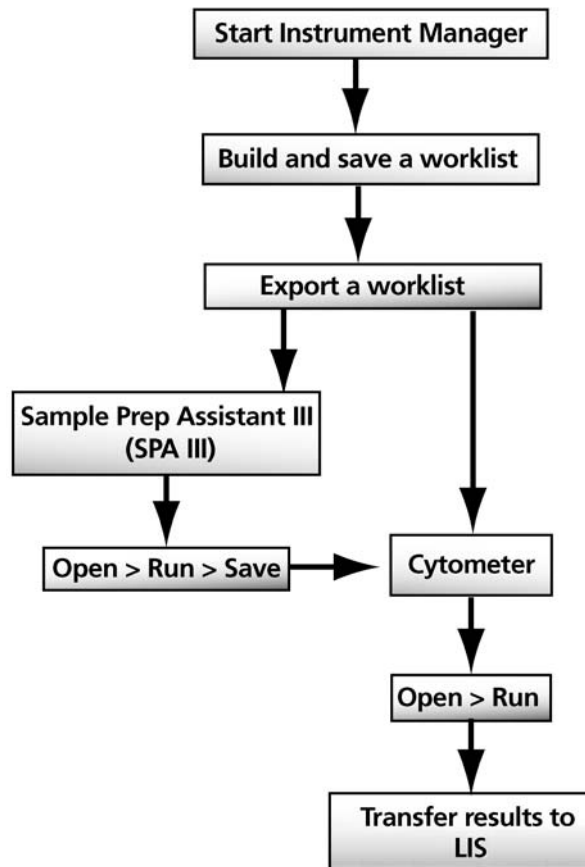 Start Instrument Manager
Build and save a worklist
Export a worklist
Sample Prep Assistant III
(SPA III)
Open > Run > Save
Cytometer
Open > Run
Transfer results to
LIS